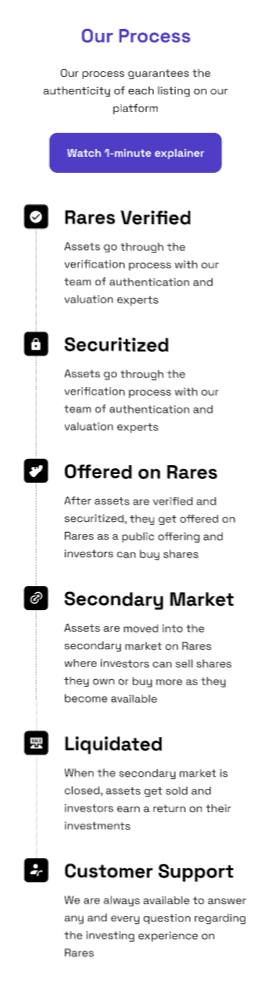 Our Process
Our process guarantees the
authenticity of each listing on our
platform
Watch 1-minute explainer
Rares Verified
Assets go through the
verification process with our
team of authentication and
valuation experts
Securitized
Assets go through the
verification process with our
team of authentication and
valuation experts
Offered on Rares
After assets are verified and
securitized, they get offered on
Rares as a public offering and
investors can buy shares
Secondary Market
Assets are moved into the
secondary market on Rares
where investors can sell shares
they own or buy more as they
become available
Liquidated
When the secondary market is
closed, assets get sold and
investors earn a return on their
investments
Customer Support
We are always available to answer
any and every question regarding
the investing experience on
Rares